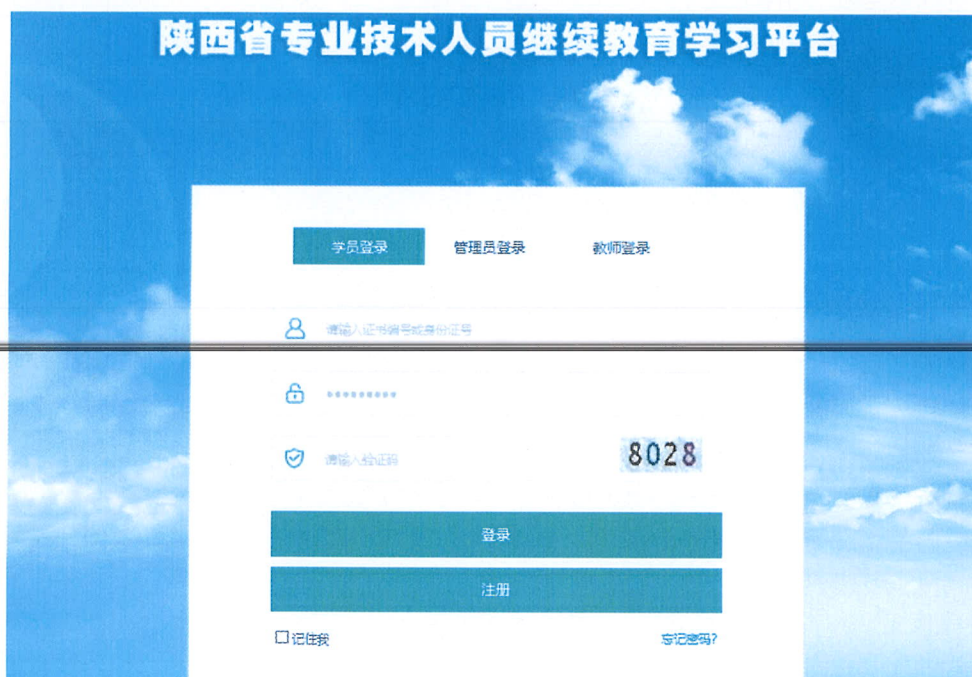 陕西省专业技术人员继续教育学习平台
学员登录 管理员登录 教师登录
请输入证书编号或身份证号
请输入验证码 8028
登录
注册
记住我 忘记密码?